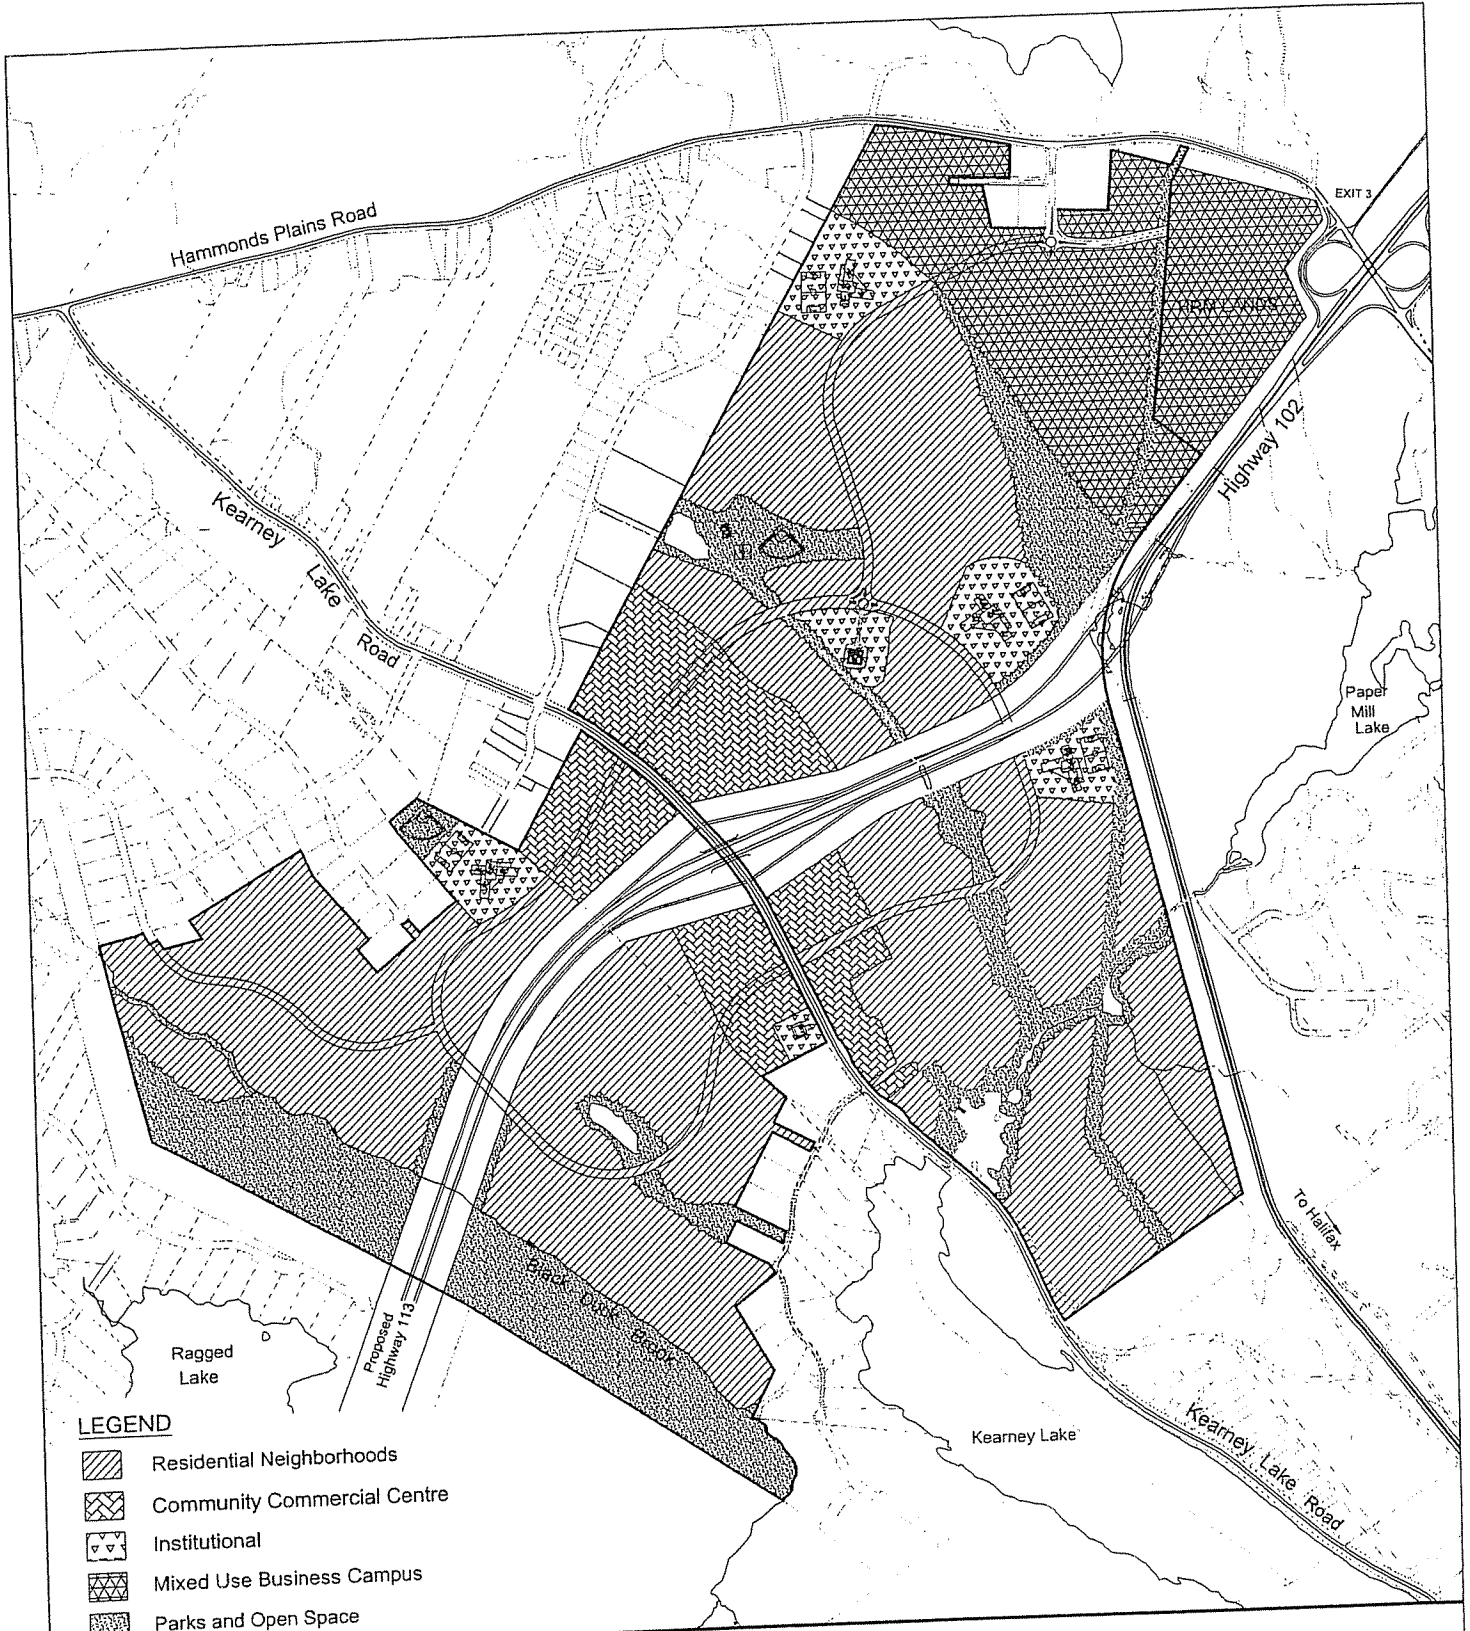 EXIT 3
Hammonds Plains Road
HRM LANDS
Highway 102
Kearney
Lake
Road
Paper
Mill
Lake
To Halifax
Black Duck Brook
Proposed
Highway 113
Ragged
Lake
Kearney Lake
Kearney Lake Road
LEGEND
Residential Neighborhoods
Community Commercial Centre
Institutional
Mixed Use Business Campus
Parks and Open Space